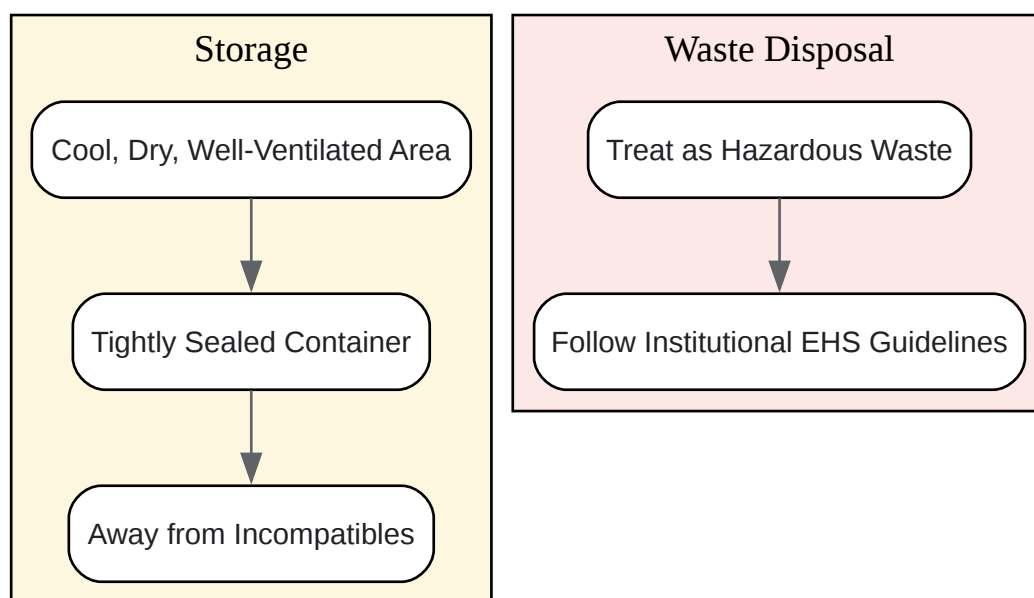 Storage
Cool, Dry, Well-Ventilated Area
Tightly Sealed Container
Away from Incompatibles
Waste Disposal
Treat as Hazardous Waste
Follow Institutional EHS Guidelines